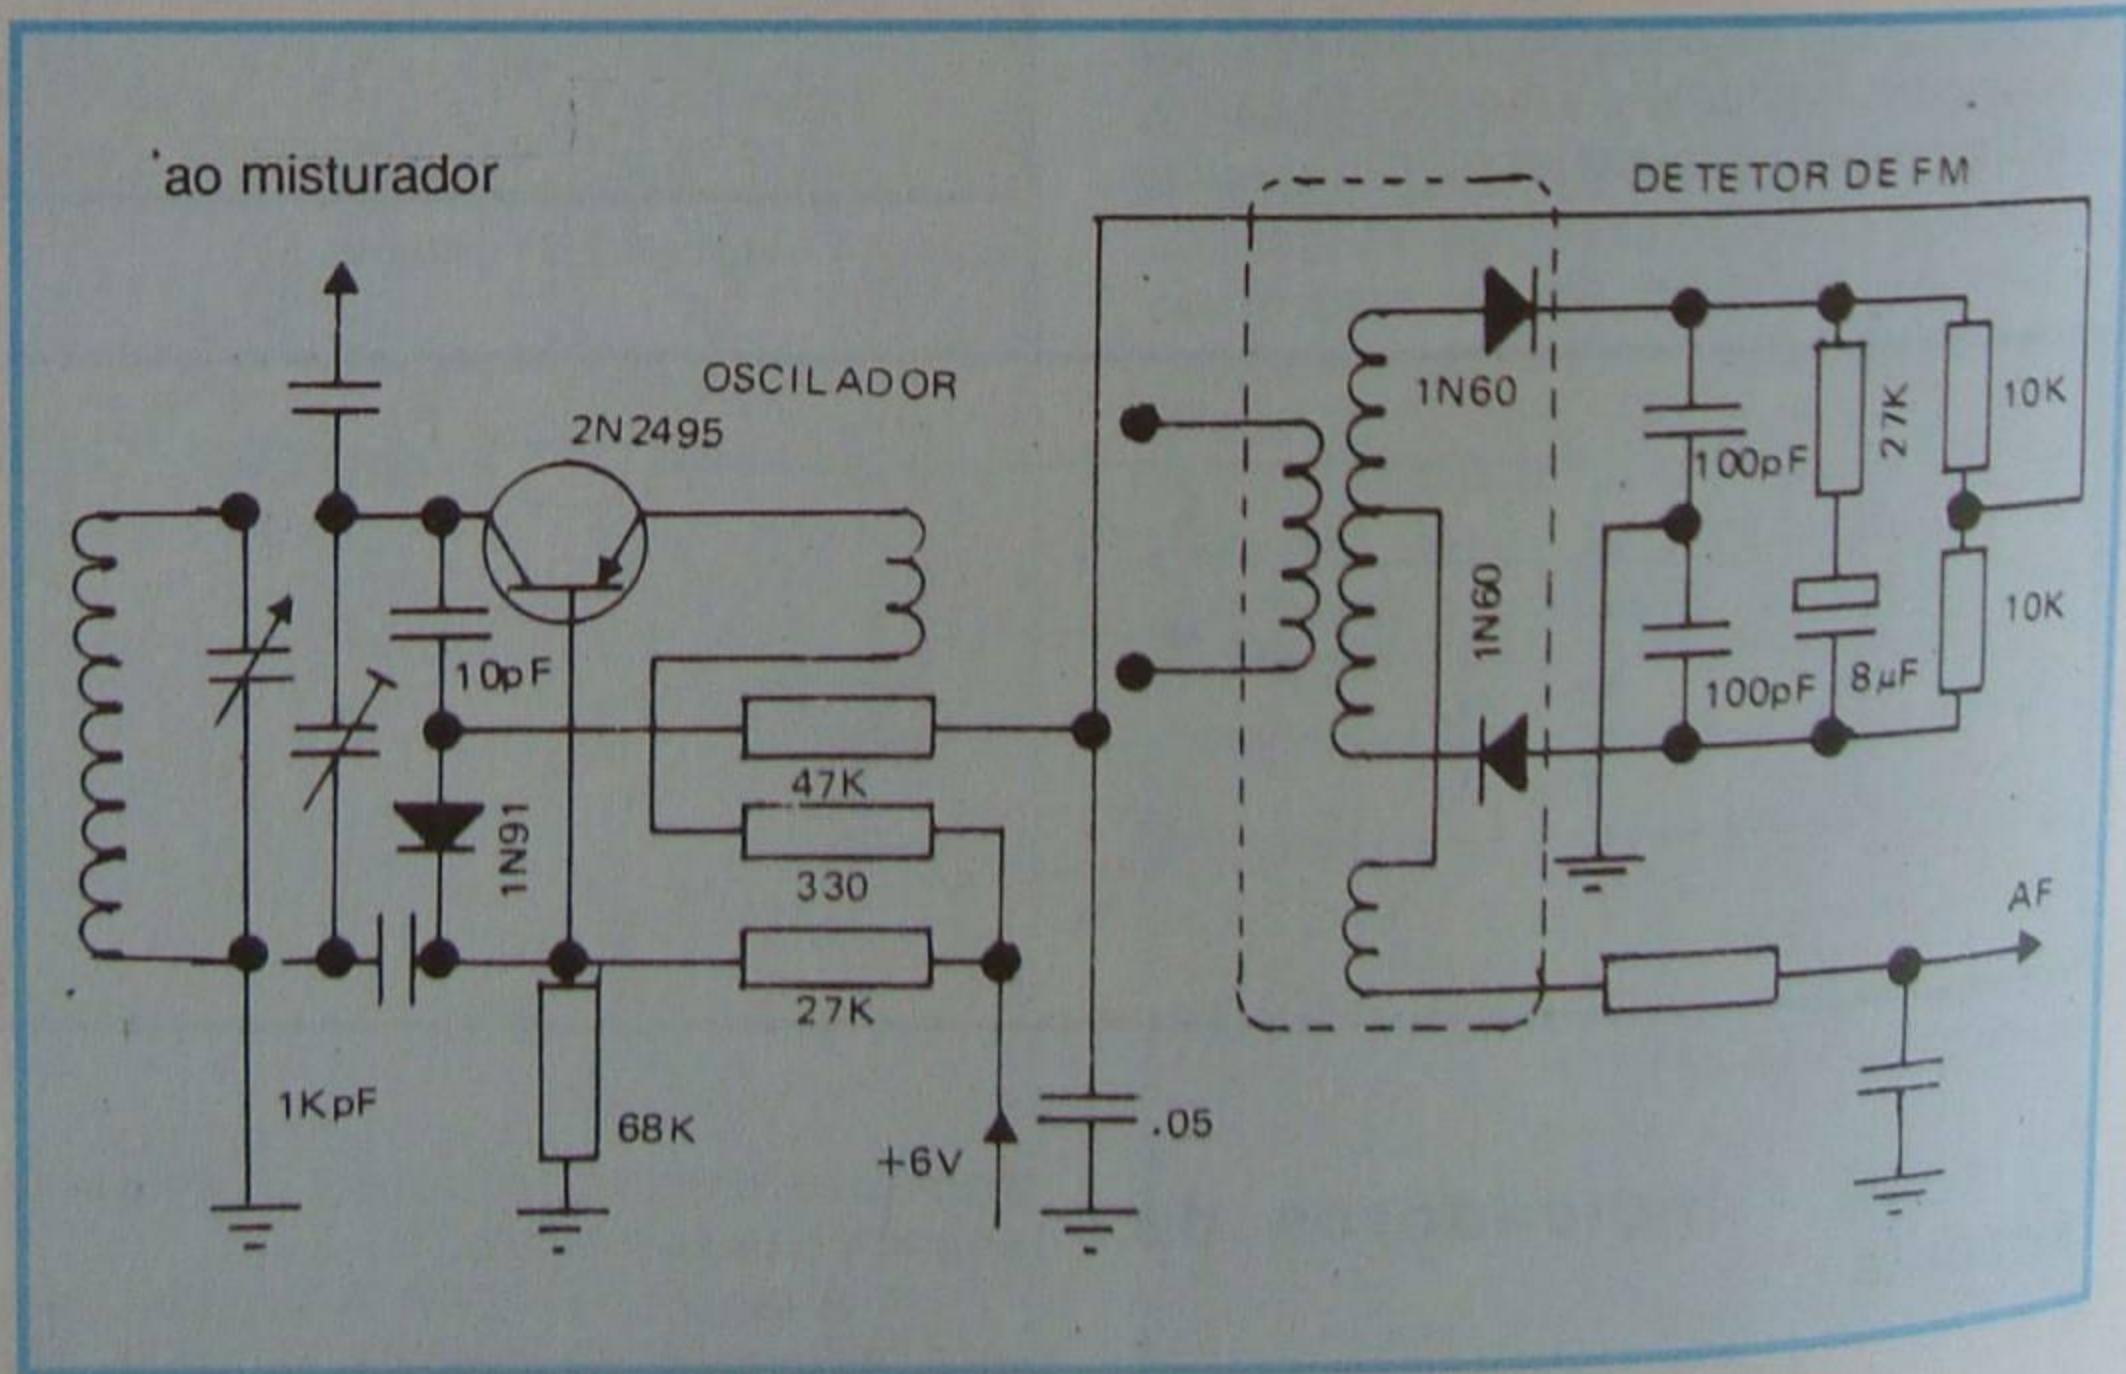 ao misturador
DETETOR DE FM
OSCILADOR
2N2495
1N60
10K
27K
100pF
1N60
10K
10pF
100pF
8µF
47K
1N91
330
AF
27K
1KpF
68K
+6V
.05